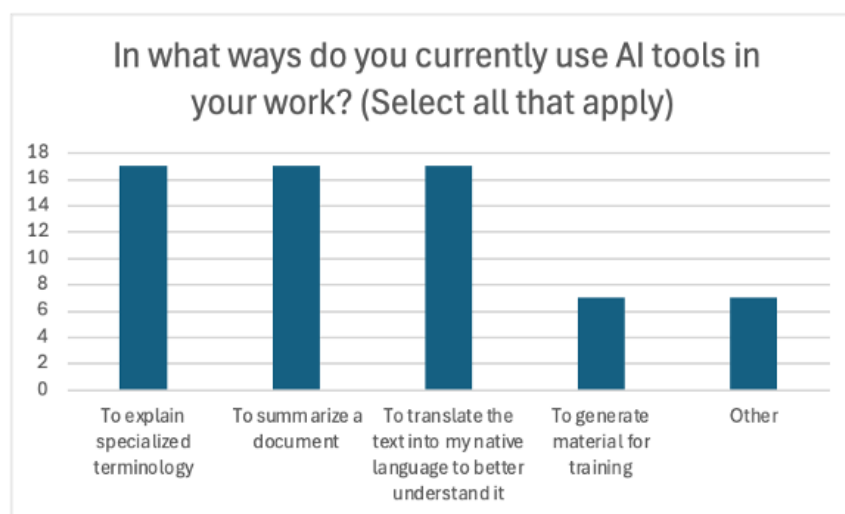 In what ways do you currently use AI tools in
your work? (Select all that apply)
18
16
14
12
10
8
6
4
2
0
To explain
specialized
terminology
To summarize a
document
To translate the
text into my native
language to better
understand it
To generate
material for
training
Other